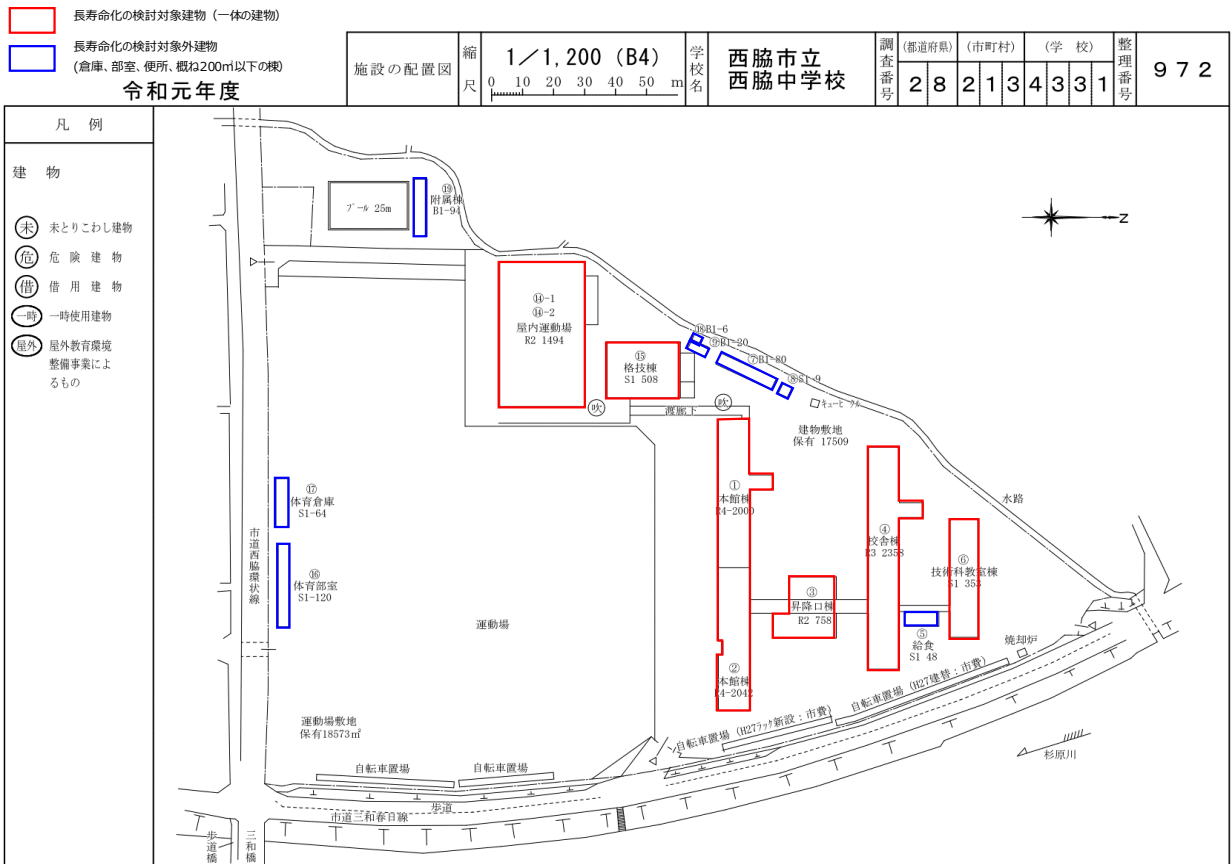 長寿命化の検討対象建物（一体の建物）
長寿命化の検討対象外建物
(倉庫、部室、便所、概ね200㎡以下の棟)
令和元年度
施設の配置図
縮尺
1／1,200（B4）
0 10 20 30 40 50 m
学校名
西脇市立
西脇中学校
調査番号
(都道府県)
(市町村)
(学 校)
2 8 2 1 3 4 3 3 1
整理番号
972
凡 例
建 物
未 未とりこわし建物
危 危 険 建 物
借 借 用 建 物
一時 一時使用建物
屋外 屋外教育環境
整備事業によ
るもの
プール 25m
⑲
附属棟
B1-94
Z
⑭-1
⑭-2
屋内運動場
R2 1494
⑮
格技棟
S1 508
⑱B1-6
⑨B1-20
⑦B1-80
⑧S1-9
キュービクル
吹
吹
渡廊下
建物敷地
保有 17509
①
本館棟
R4-2000
④
校舎棟
R3 2358
水路
⑥
技術科教室棟
S1 353
⑰
体育倉庫
S1-64
⑯
体育部室
S1-120
市道西脇環状線
運動場
③
昇降口棟
R2 758
⑤
給食
S1 48
焼却炉
②
本館棟
R4-2042
自転車置場（H27建替：市費）
自転車置場（H27ラック新設：市費）
運動場敷地
保有18573㎡
杉原川
自転車置場
自転車置場
歩道
市道三和春日線
歩道橋
三和橋